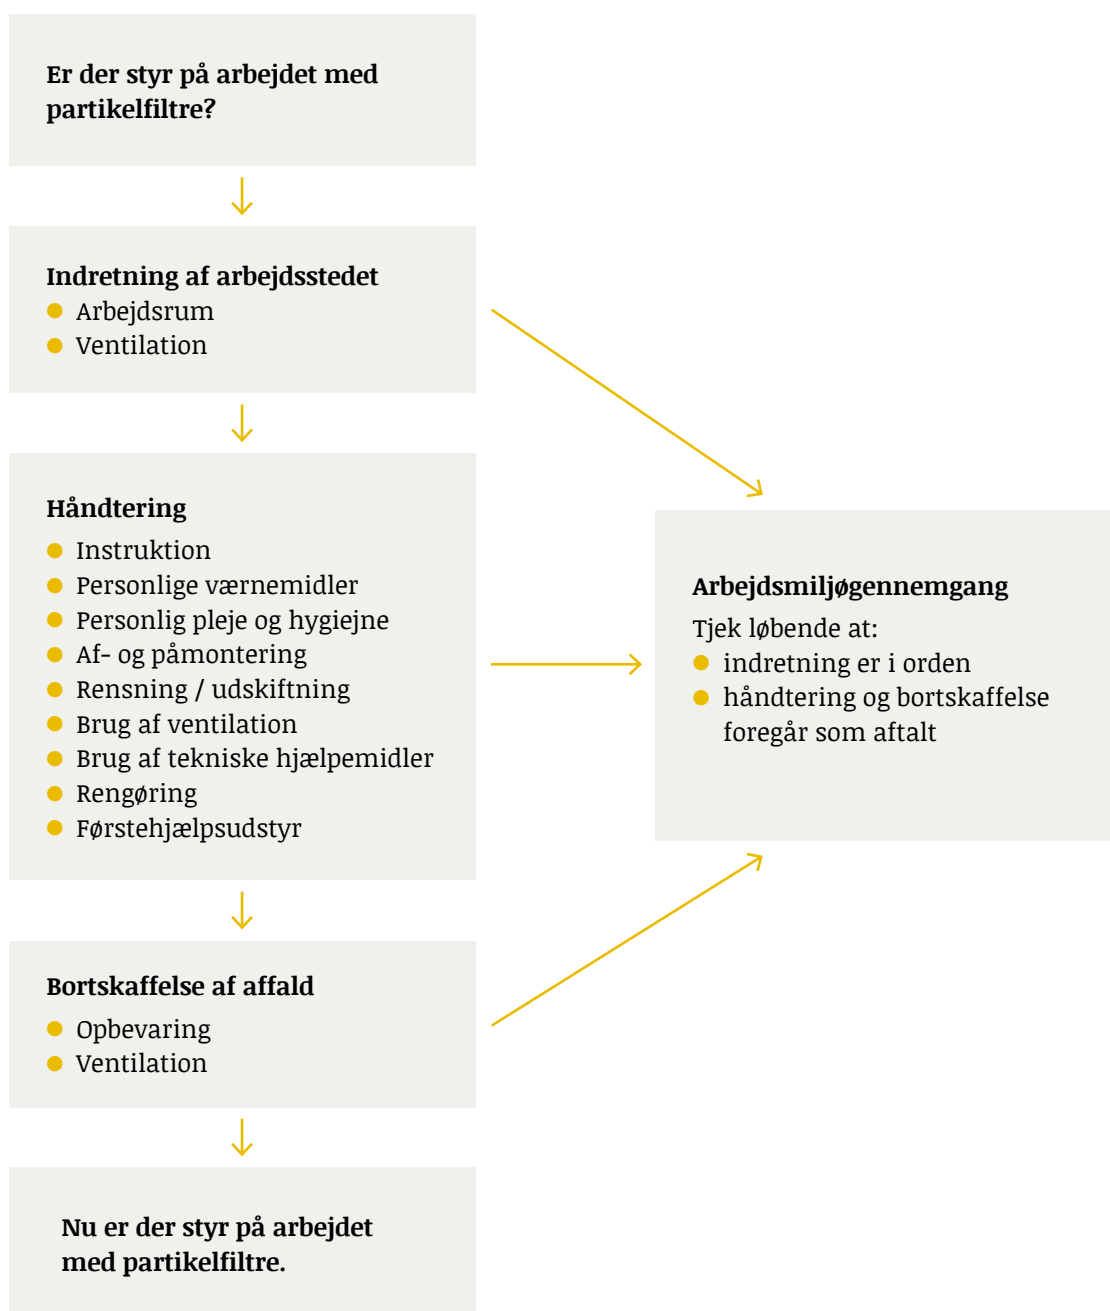 Er der styr på arbejdet med
partikelfiltre?
Indretning af arbejdsstedet
Arbejdsrum
Ventilation
Håndtering
Instruktion
Personlige værnemidler
Personlig pleje og hygiejne
Af- og påmontering
Rensning / udskiftning
Brug af ventilation
Brug af tekniske hjælpemidler
Rengøring
Førstehjælpsudstyr
Arbejdsmiljøgennemgang
Tjek løbende at:
indretning er i orden
håndtering og bortskaffelse
foregår som aftalt
Bortskaffelse af affald
Opbevaring
Ventilation
Nu er der styr på arbejdet
med partikelfiltre.